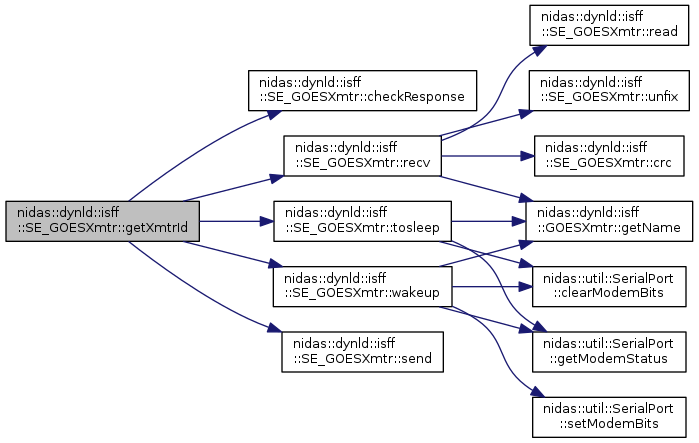 nidas::dynld::isff
::SE_GOESXmtr::getXmtrId
nidas::dynld::isff
::SE_GOESXmtr::checkResponse
nidas::dynld::isff
::SE_GOESXmtr::recv
nidas::dynld::isff
::SE_GOESXmtr::tosleep
nidas::dynld::isff
::SE_GOESXmtr::wakeup
nidas::dynld::isff
::SE_GOESXmtr::send
nidas::dynld::isff
::SE_GOESXmtr::read
nidas::dynld::isff
::SE_GOESXmtr::unfix
nidas::dynld::isff
::SE_GOESXmtr::crc
nidas::dynld::isff
::GOESXmtr::getName
nidas::util::SerialPort
::clearModemBits
nidas::util::SerialPort
::getModemStatus
nidas::util::SerialPort
::setModemBits